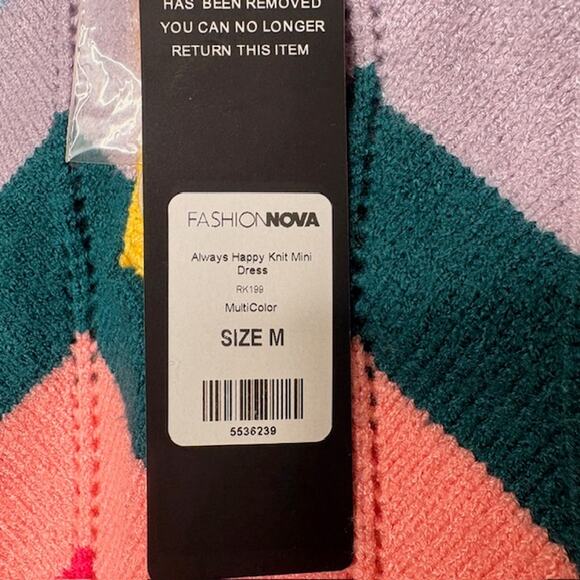 HAS BEEN REMOVED
YOU CAN NO LONGER
RETURN THIS ITEM
FASHIONNOVA
Always Happy Knit Mini
Dress
RK199
MultiColor
SIZE M
5536239